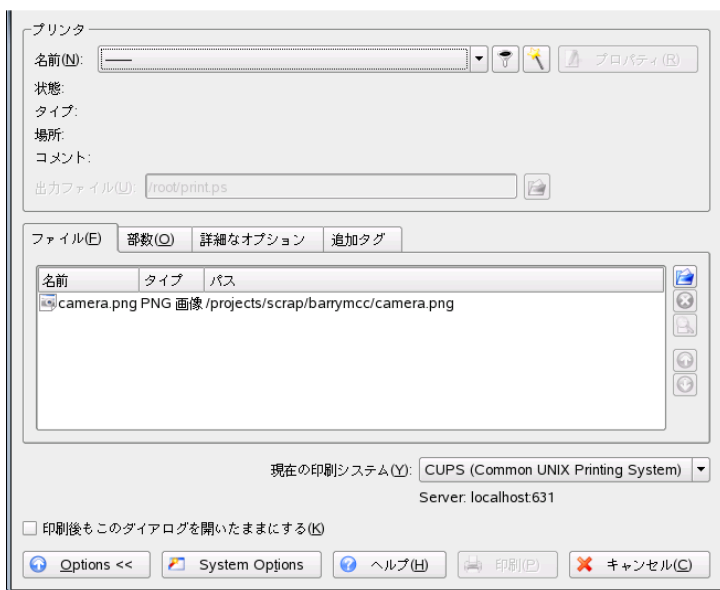 プリンタ
名前(N):
プロパティ(R)
状態:
タイプ:
場所:
コメント:
出力ファイル(U): /root/print.ps
ファイル(F) 部数(O) 詳細なオプション 追加タグ
名前 タイプ パス
camera.png PNG 画像 /projects/scrap/barrymcc/camera.png
現在の印刷システム(Y): CUPS (Common UNIX Printing System)
Server: localhost:631
印刷後もこのダイアログを開いたままにする(K)
Options << System Options ヘルプ(H) 印刷(P) キャンセル(C)